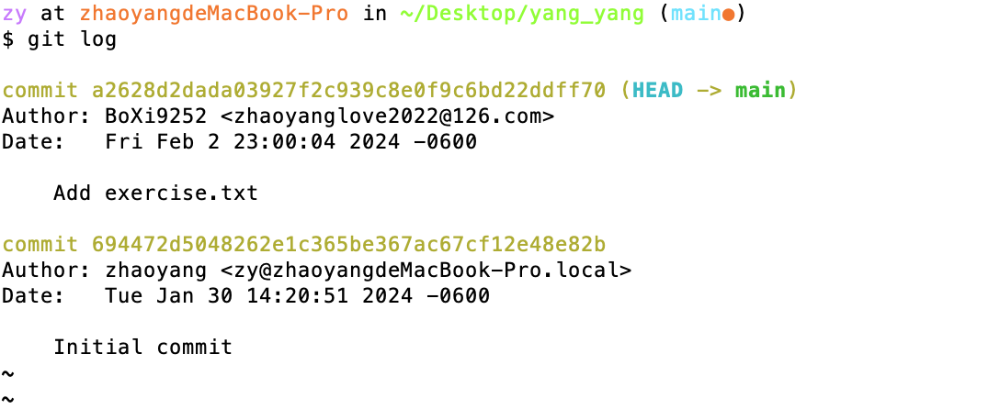 zy at zhaoyangdeMacBook-Pro in ~/Desktop/yang_yang (main●)
$ git log
commit a2628d2dada03927f2c939c8e0f9c6bd22ddff70 (HEAD -> main)
Author: BoXi9252 <zhaoyanglove2022@126.com>
Date:   Fri Feb 2 23:00:04 2024 -0600
    Add exercise.txt
commit 694472d5048262e1c365be367ac67cf12e48e82b
Author: zhaoyang <zy@zhaoyangdeMacBook-Pro.local>
Date:   Tue Jan 30 14:20:51 2024 -0600
    Initial commit
~
~